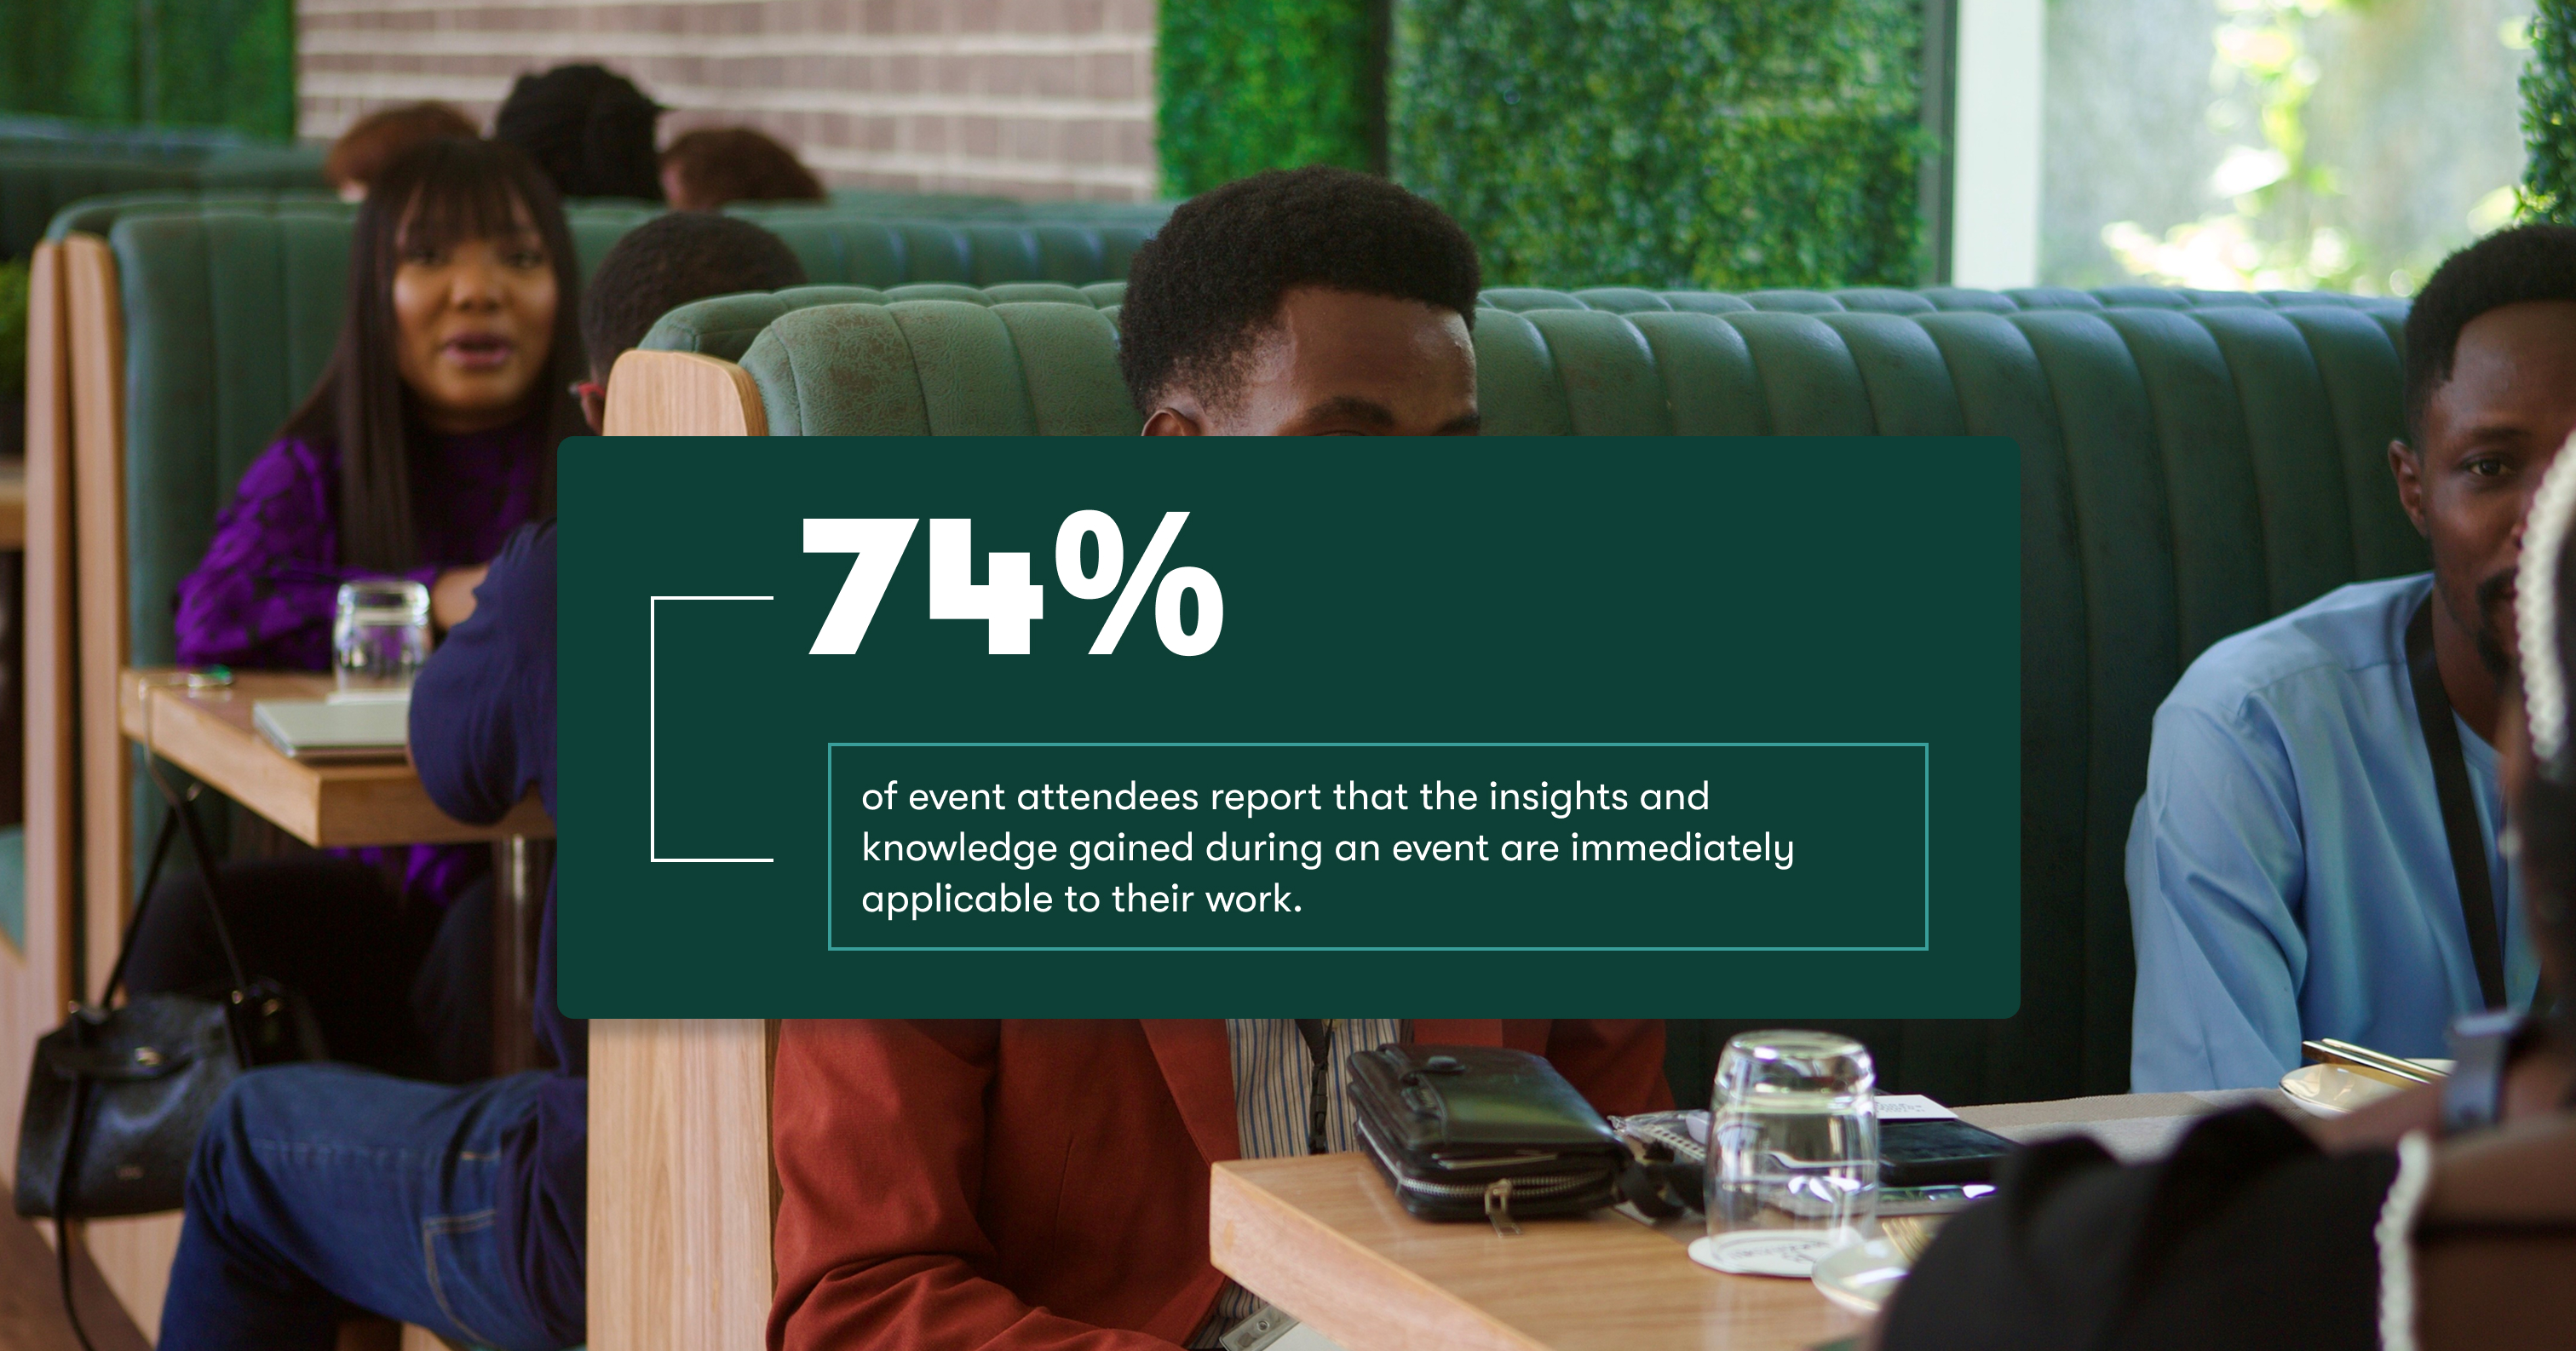 74%
of event attendees report that the insights and
knowledge gained during an event are immediately
applicable to their work.